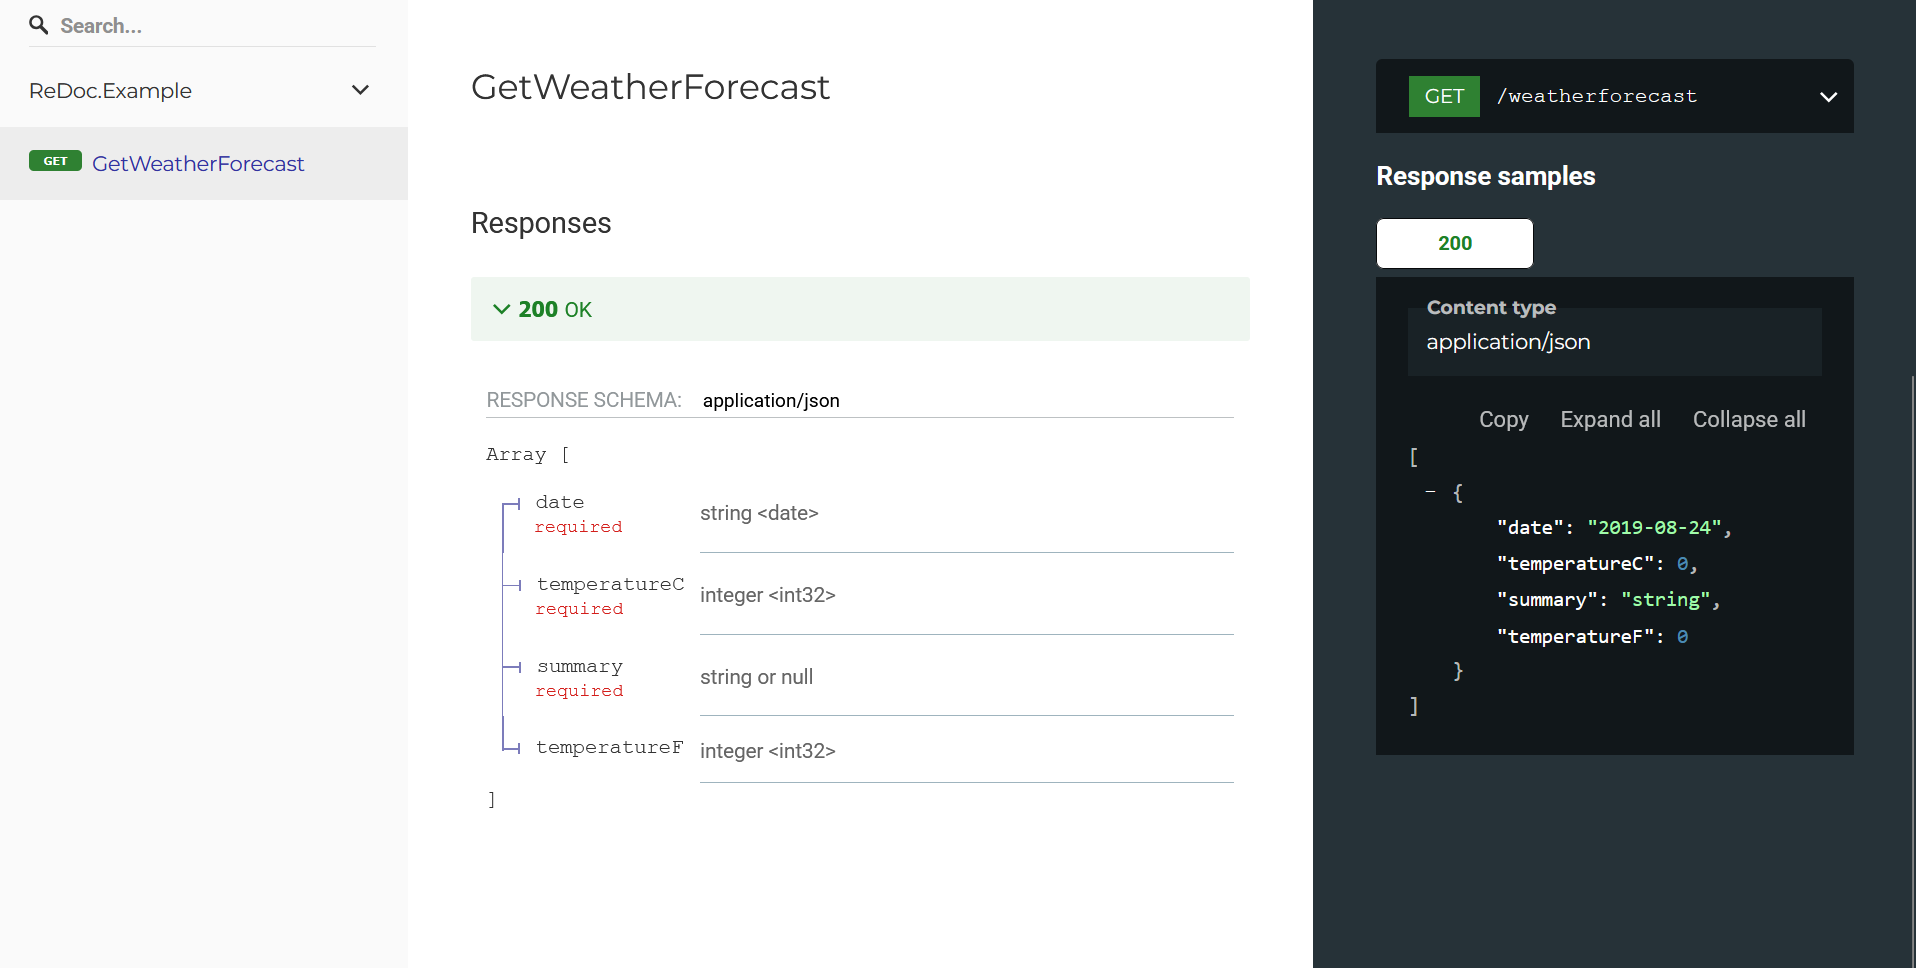 Search...
ReDoc.Example
GET GetWeatherForecast
GetWeatherForecast
Responses
200 OK
RESPONSE SCHEMA: application/json
Array [
date
required
string <date>
temperatureC
required
integer <int32>
summary
required
string or null
temperatureF
integer <int32>
]
GET /weatherforecast
Response samples
200
Content type
application/json
Copy Expand all Collapse all
[
- {
"date": "2019-08-24",
"temperatureC": 0,
"summary": "string",
"temperatureF": 0
}
]